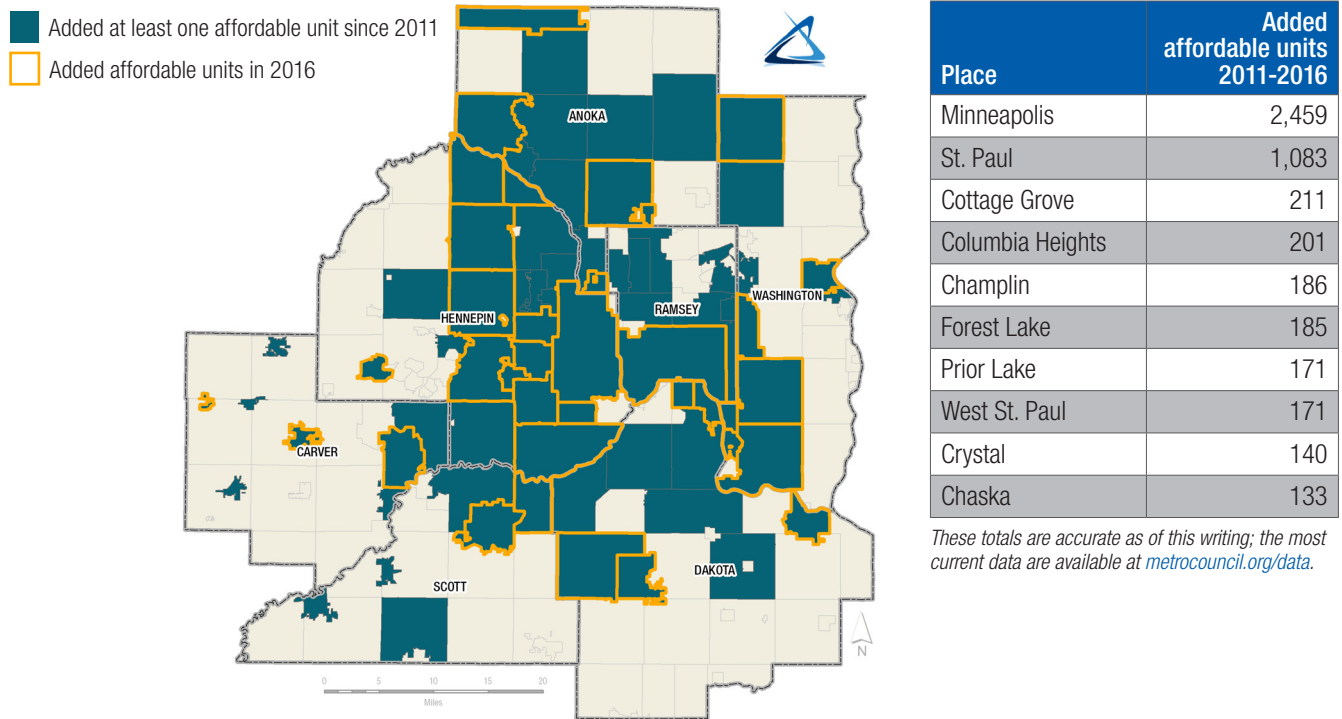 Added at least one affordable unit since 2011
Added affordable units in 2016
ANOKA
HENNEPIN
RAMSEY
WASHINGTON
CARVER
SCOTT
DAKOTA
N
0 5 10 15 20
Miles
Place Added affordable units 2011-2016
Minneapolis 2,459
St. Paul 1,083
Cottage Grove 211
Columbia Heights 201
Champlin 186
Forest Lake 185
Prior Lake 171
West St. Paul 171
Crystal 140
Chaska 133
These totals are accurate as of this writing; the most
current data are available at metrocouncil.org/data.